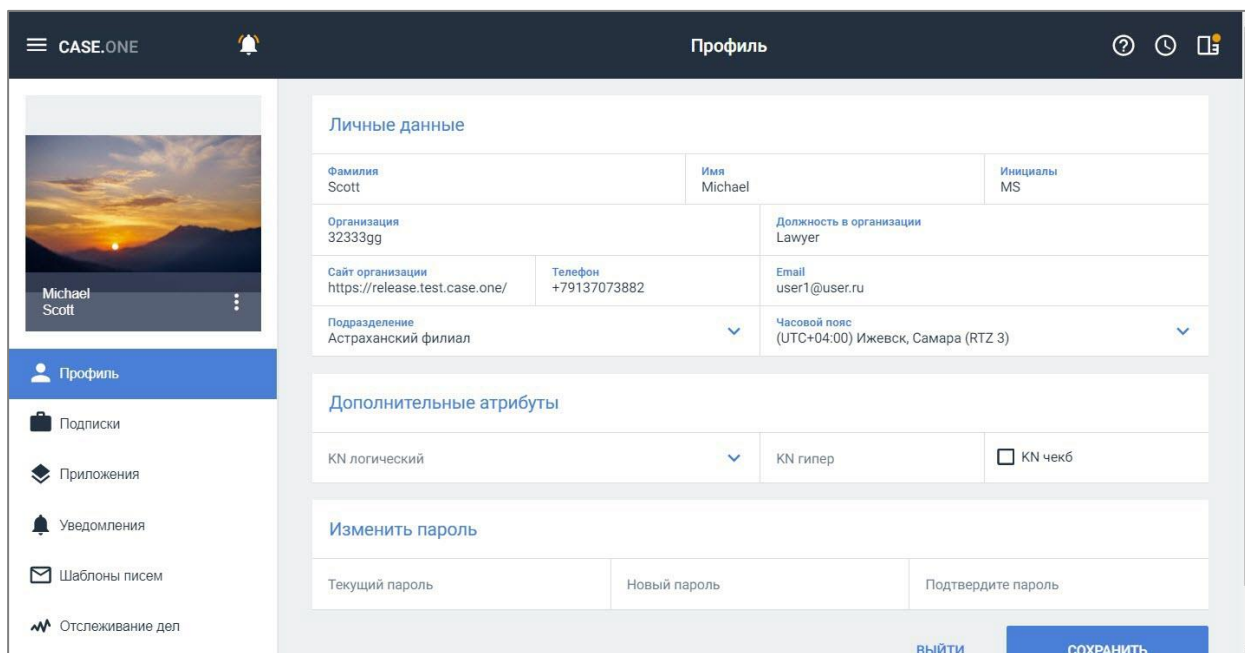 CASE.ONE
Профиль
Michael
Scott
Профиль
Подписки
Приложения
Уведомления
Шаблоны писем
Отслеживание дел
Личные данные
Фамилия Имя Инициалы
Scott Michael MS
Организация Должность в организации
32333gg Lawyer
Сайт организации Телефон Email
https://release.test.case.one/ +79137073882 user1@user.ru
Подразделение Часовой пояс
Астраханский филиал (UTC+04:00) Ижевск, Самара (RTZ 3)
Дополнительные атрибуты
KN логический KN гипер KN чекб
Изменить пароль
Текущий пароль Новый пароль Подтвердите пароль
ВЫЙТИ СОХРАНИТЬ